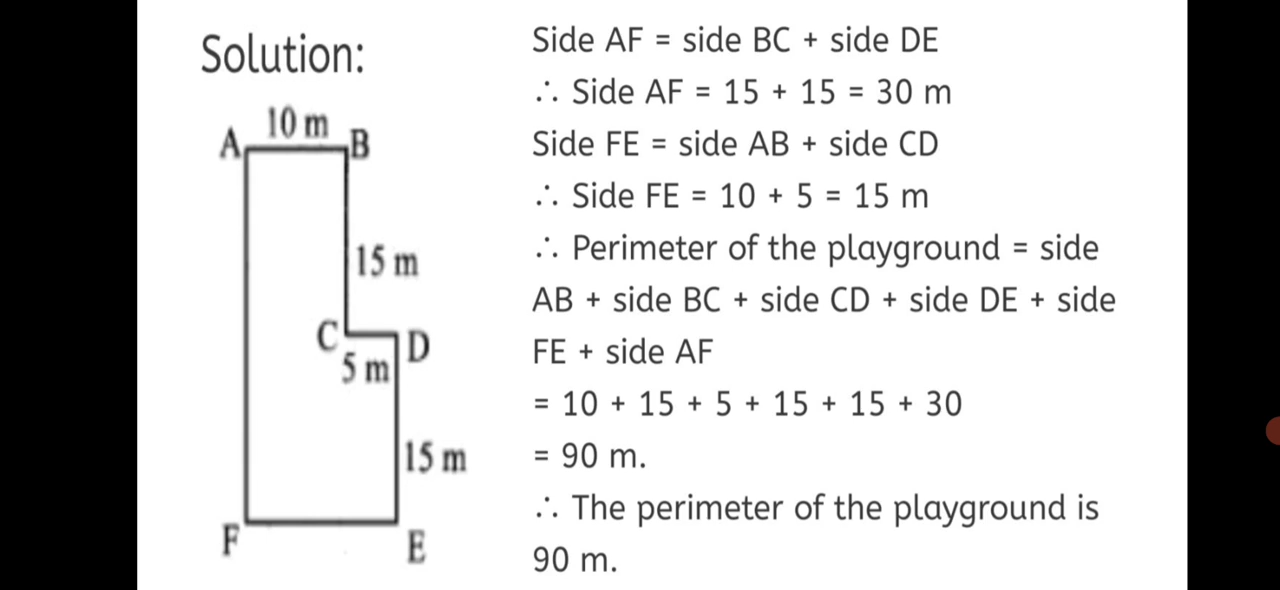 Solution:
10 m
A
B
15 m
C
D
5 m
15 m
F
E
Side AF = side BC + side DE
∴ Side AF = 15 + 15 = 30 m
Side FE = side AB + side CD
∴ Side FE = 10 + 5 = 15 m
∴ Perimeter of the playground = side
AB + side BC + side CD + side DE + side
FE + side AF
= 10 + 15 + 5 + 15 + 15 + 30
= 90 m.
∴ The perimeter of the playground is
90 m.